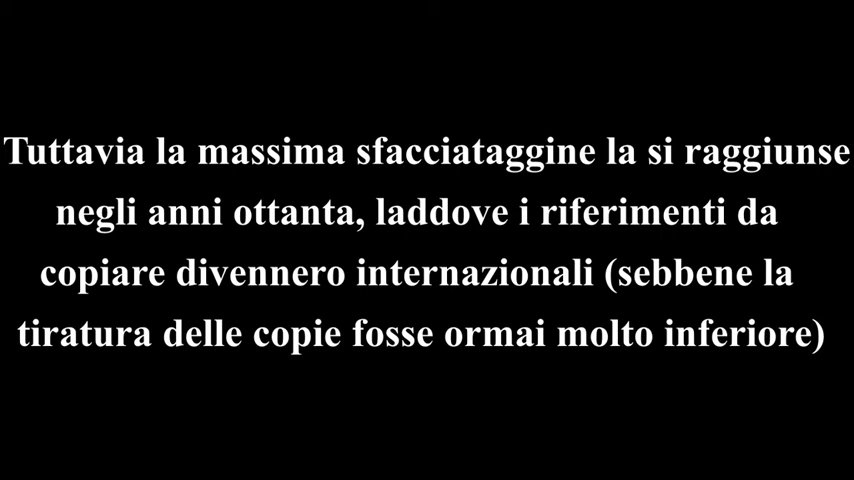 Tuttavia la massima sfacciataggine la si raggiunse
negli anni ottanta, laddove i riferimenti da
copiare divennero internazionali (sebbene la
tiratura delle copie fosse ormai molto inferiore)